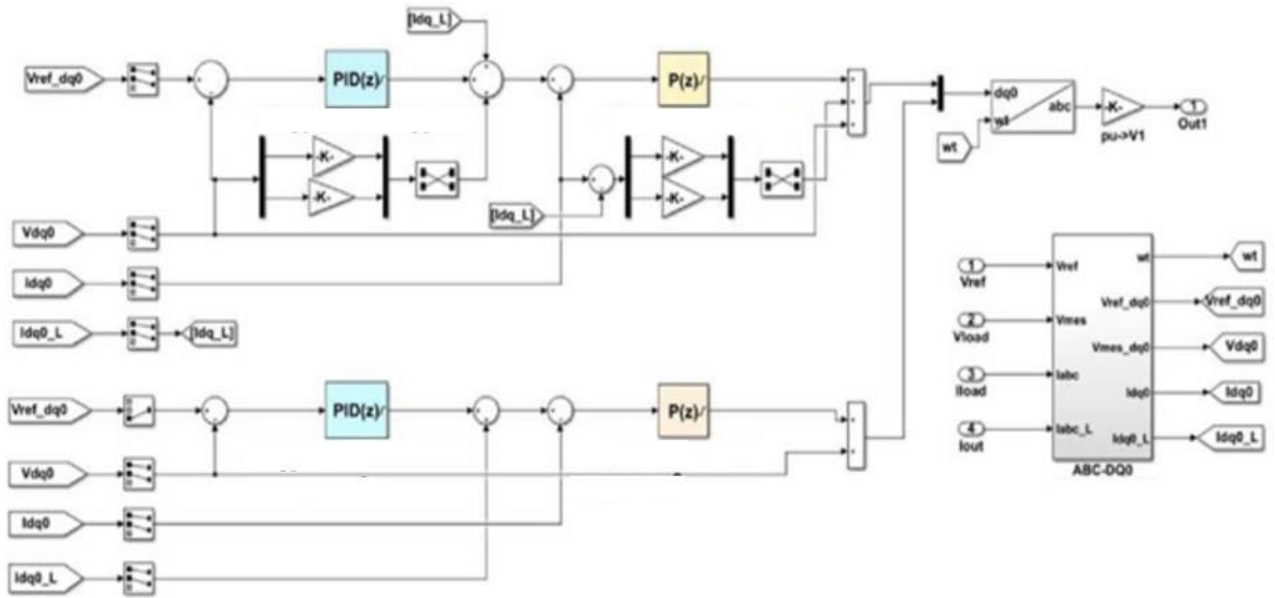 [Idq_L]
Vref_dq0
PID(z)
P(z)
dq0
wt
abc
-K-
pu->V1
1
Out1
wt
-K-
-K-
-K-
-K-
[Idq_L]
Vdq0
Idq0
Idq0_L
[Idq_L]
1
Vref
2
Vload
3
Iload
4
Iout
Vref
Vmes
Iabc
Iabc_L
wt
Vref_dq0
Vmes_dq0
Idq0
Idq0_L
ABC-DQ0
wt
Vref_dq0
Vdq0
Idq0
Idq0_L
Vref_dq0
PID(z)
P(z)
Vdq0
Idq0
Idq0_L